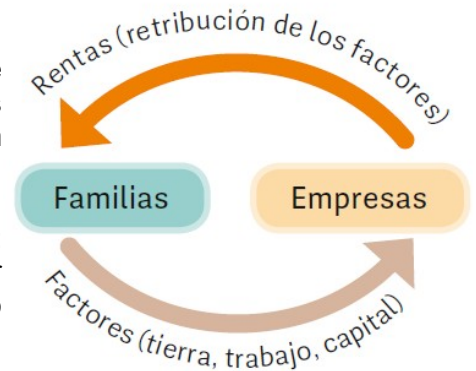 Rentas (retribución de los factores)
Familias
Empresas
Factores (tierra, trabajo, capital)